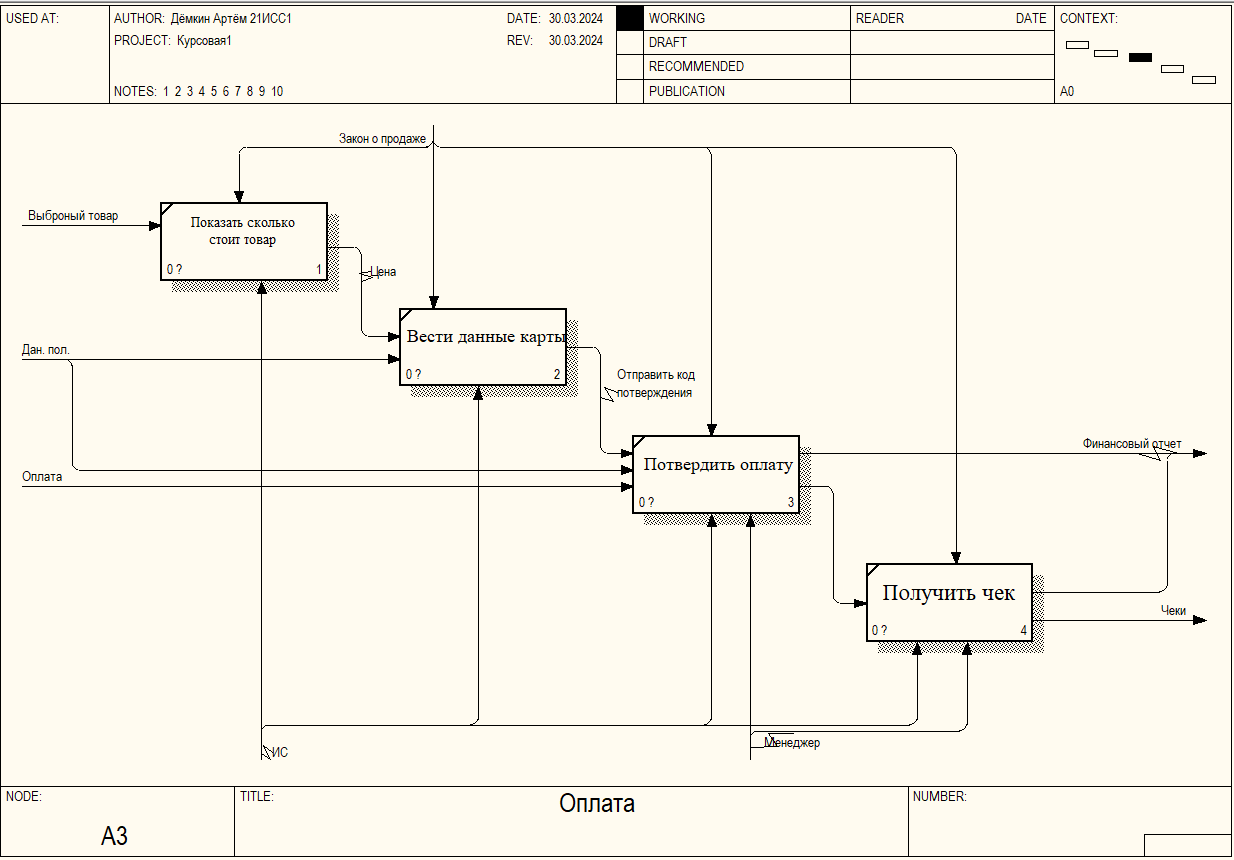 USED AT:
AUTHOR: Дёмкин Артём 21ИСС1
DATE: 30.03.2024
PROJECT: Курсовая1
REV: 30.03.2024
NOTES: 1 2 3 4 5 6 7 8 9 10
WORKING
DRAFT
RECOMMENDED
PUBLICATION
READER
DATE
CONTEXT:
A0
Закон о продаже
Выброный товар
Показать сколько
стоит товар
0 ?
1
Цена
Дан. пол.
Вести данные карты
0 ?
2
Отправить код
потверждения
Оплата
Потвердить оплату
0 ?
3
Финансовый отчет
Получить чек
0 ?
4
Чеки
ИС
Менеджер
NODE:
A3
TITLE:
Оплата
NUMBER: